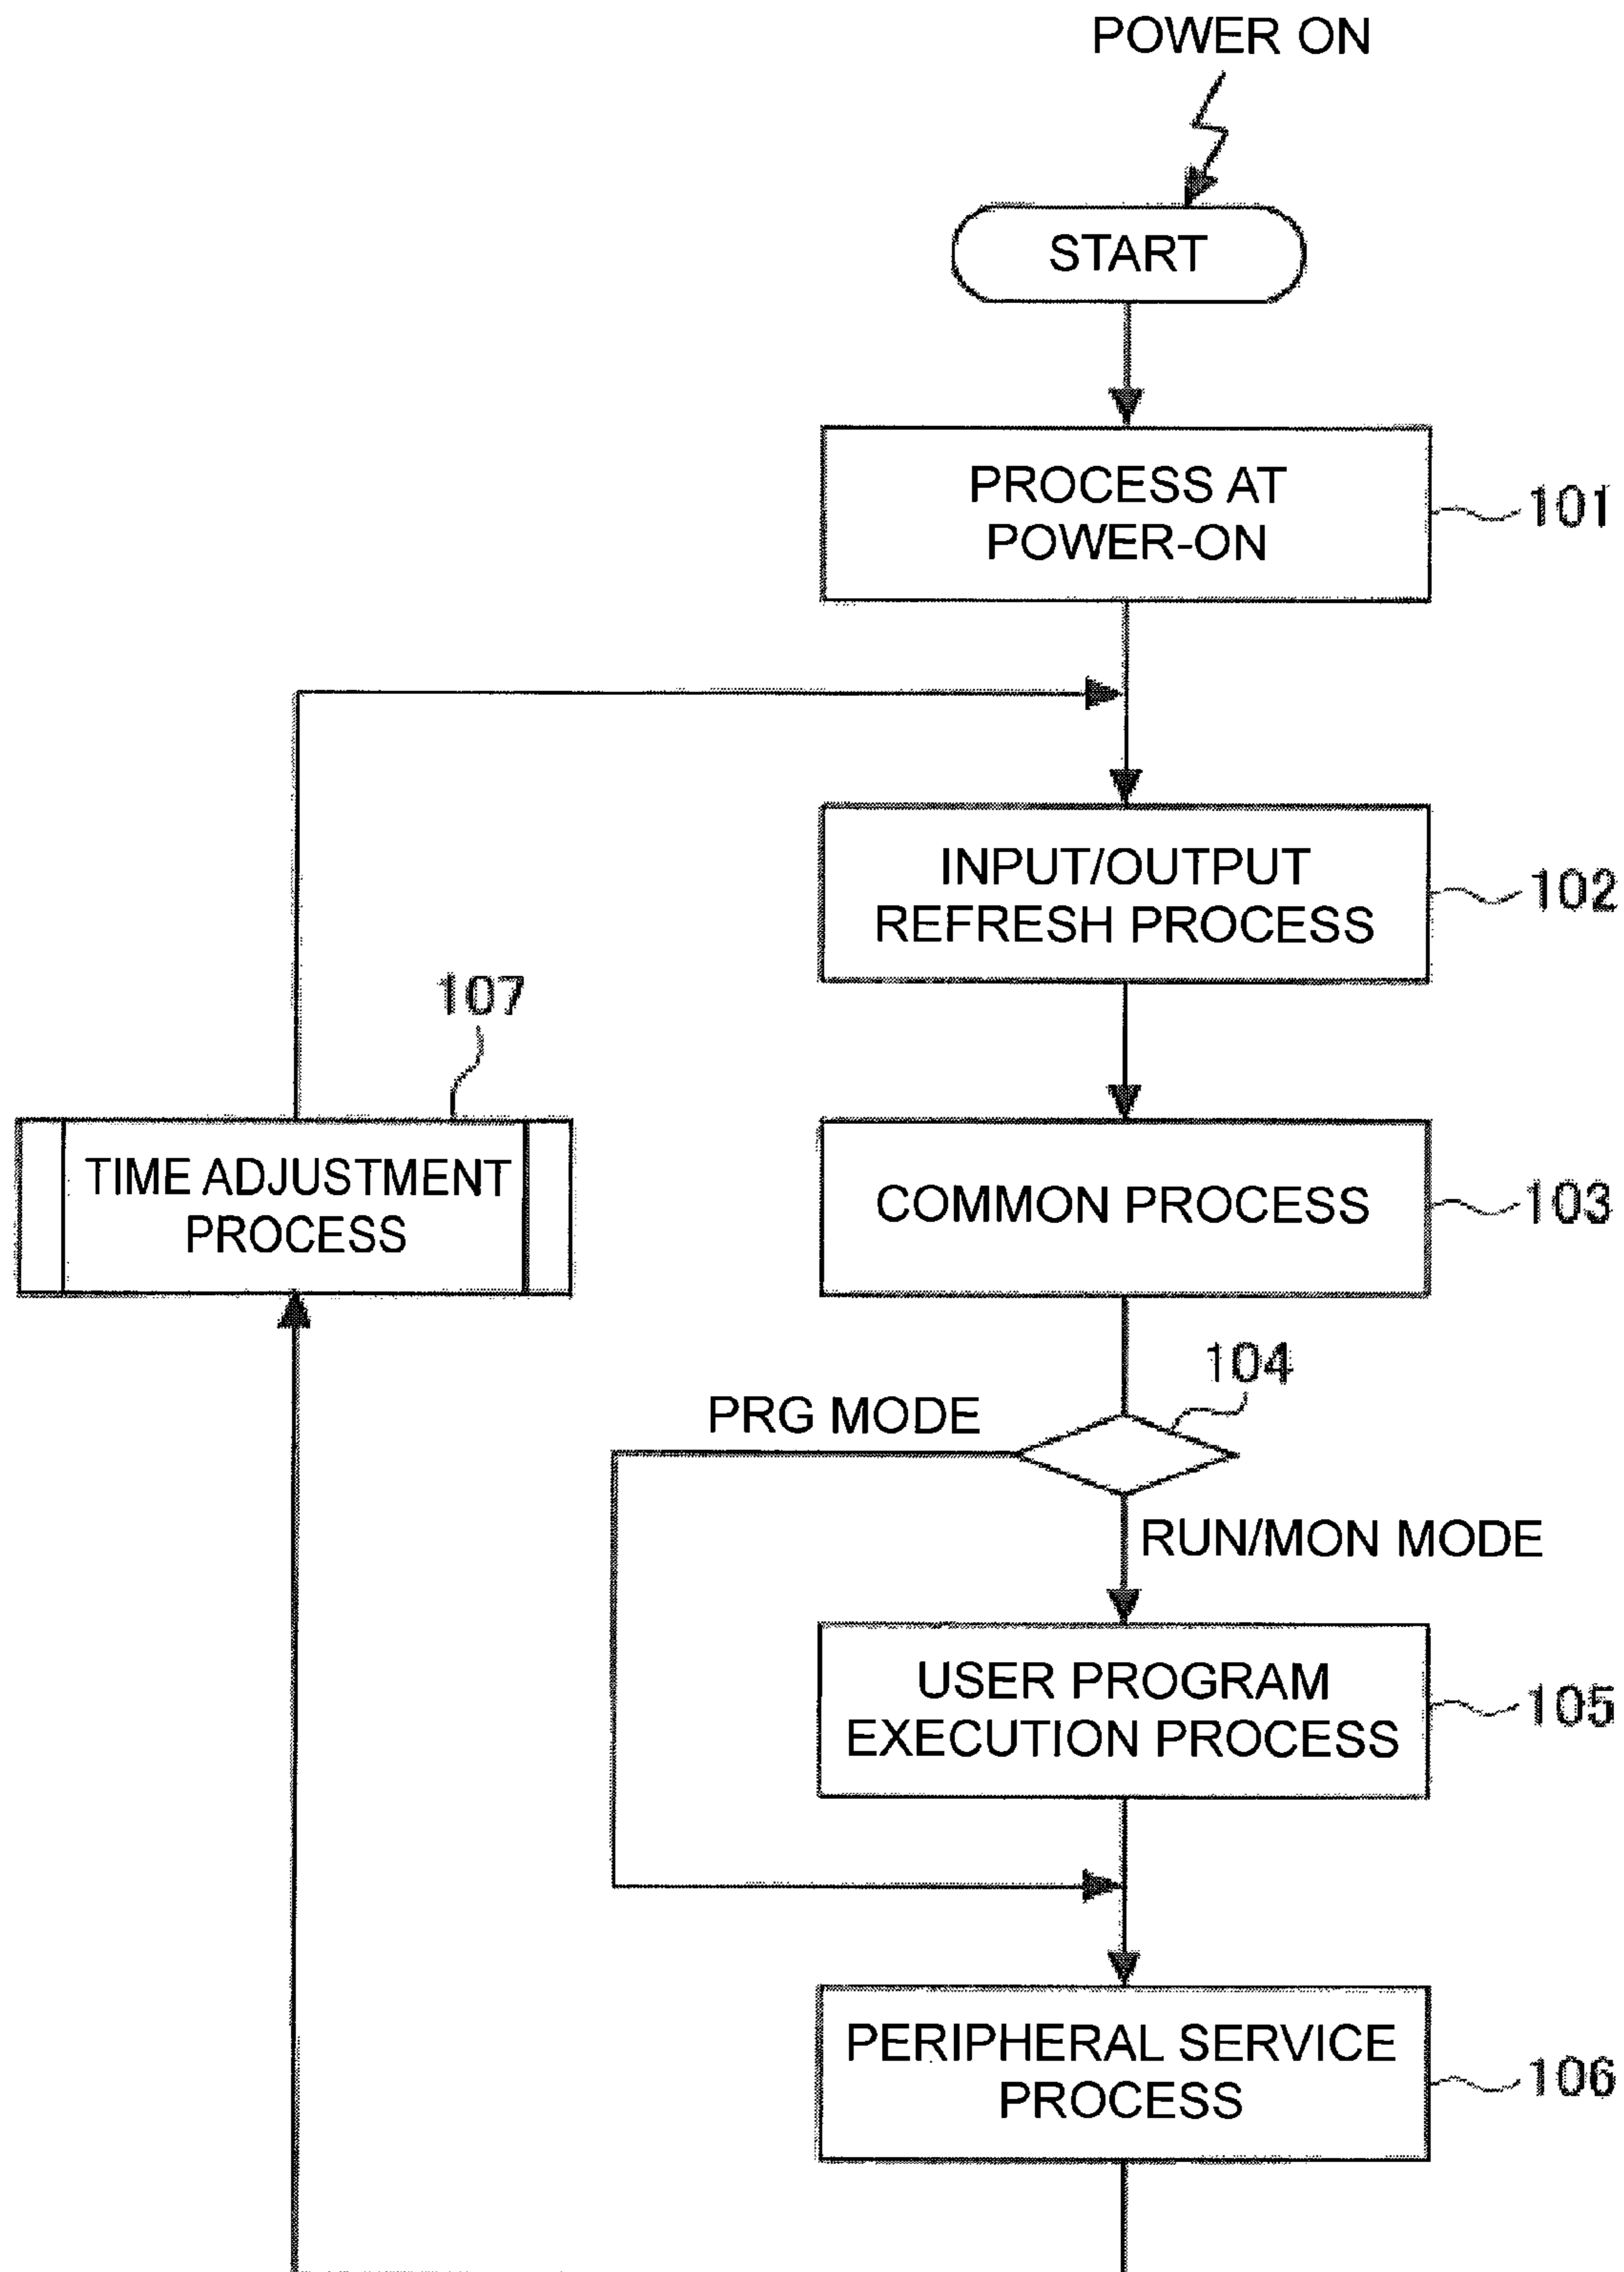 POWER ON
START
PROCESS AT
POWER-ON
101
INPUT/OUTPUT
REFRESH PROCESS
102
107
TIME ADJUSTMENT
PROCESS
COMMON PROCESS
103
104
PRG MODE
RUN/MON MODE
USER PROGRAM
EXECUTION PROCESS
105
PERIPHERAL SERVICE
PROCESS
106